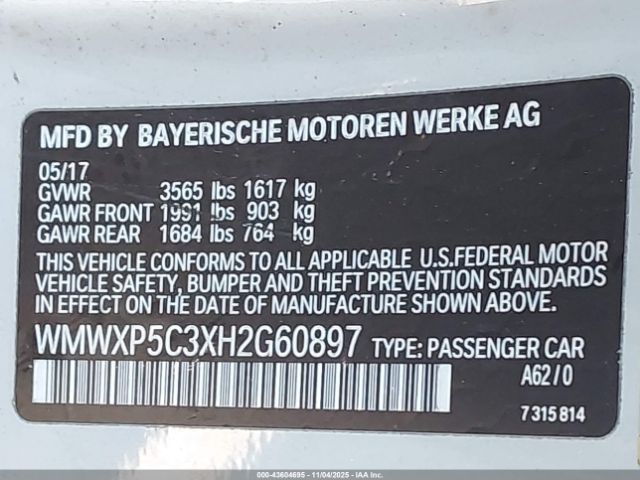 MFD BY BAYERISCHE MOTOREN WERKE AG
05/17
GVWR 3565 lbs 1617 kg
GAWR FRONT 1991 lbs 903 kg
GAWR REAR 1684 lbs 764 kg
THIS VEHICLE CONFORMS TO ALL APPLICABLE U.S.FEDERAL MOTOR
VEHICLE SAFETY, BUMPER AND THEFT PREVENTION STANDARDS
IN EFFECT ON THE DATE OF MANUFACTURE SHOWN ABOVE.
WMWXP5C3XH2G60897 TYPE: PASSENGER CAR
A62/0
7315814
000-43604695 - 11/04/2025 - IAAI, Inc.